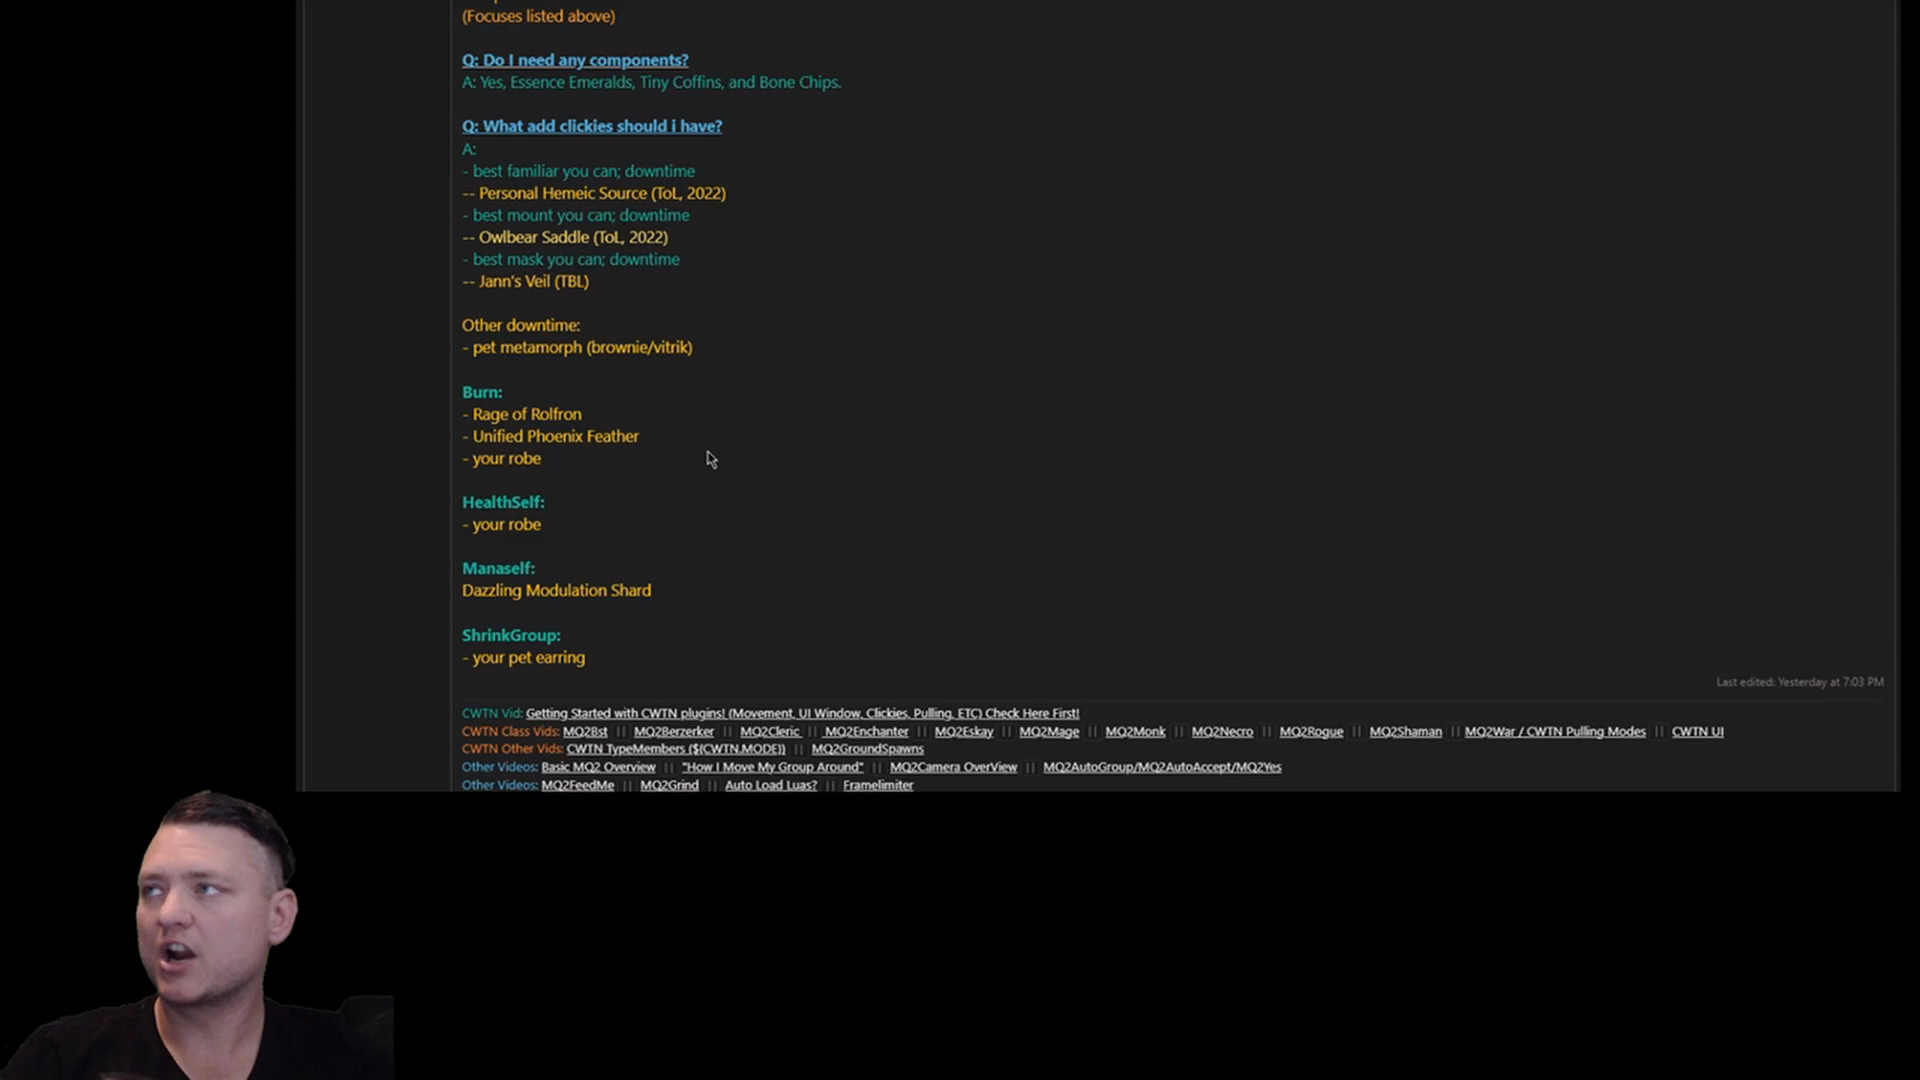 (Focuses listed above)
Q: Do I need any components?
A: Yes, Essence Emeralds, Tiny Coffins, and Bone Chips.
Q: What add clickies should i have?
A:
- best familiar you can; downtime
-- Personal Hemeic Source (ToL, 2022)
- best mount you can; downtime
-- Owlbear Saddle (ToL, 2022)
- best mask you can; downtime
-- Jann's Veil (TBL)
Other downtime:
- pet metamorph (brownie/vitrik)
Burn:
- Rage of Rolfron
- Unified Phoenix Feather
- your robe
HealthSelf:
- your robe
Manaself:
Dazzling Modulation Shard
ShrinkGroup:
- your pet earring
Last edited: Yesterday at 7:03 PM
CWTN Vid: Getting Started with CWTN plugins! (Movement, UI Window, Clickies, Pulling, ETC) Check Here First!
CWTN Class Vids: MQ2Bst || MQ2Berzerker || MQ2Cleric || MQ2Enchanter || MQ2Eskay || MQ2Mage || MQ2Monk || MQ2Necro || MQ2Rogue || MQ2Shaman || MQ2War / CWTN Pulling Modes || CWTN UI
CWTN Other Vids: CWTN TypeMembers (${CWTN.MODE}) || MQ2GroundSpawns
Other Videos: Basic MQ2 Overview || "How I Move My Group Around" || MQ2Camera OverView || MQ2AutoGroup/MQ2AutoAccept/MQ2Yes
Other Videos: MQ2FeedMe || MQ2Grind || Auto Load Luas? || Framelimiter